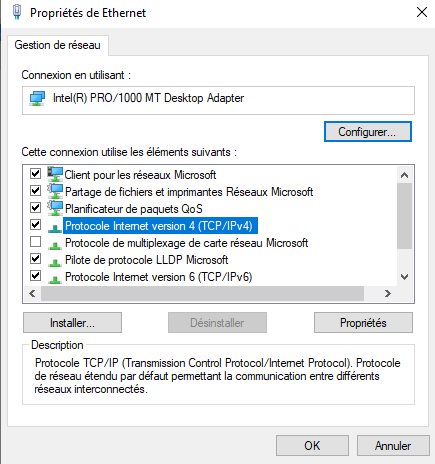 Propriétés de Ethernet
Gestion de réseau
Connexion en utilisant :
Intel(R) PRO/1000 MT Desktop Adapter
Configurer...
Cette connexion utilise les éléments suivants :
Client pour les réseaux Microsoft
Partage de fichiers et imprimantes Réseaux Microsoft
Planificateur de paquets QoS
Protocole Internet version 4 (TCP/IPv4)
Protocole de multiplexage de carte réseau Microsoft
Pilote de protocole LLDP Microsoft
Protocole Internet version 6 (TCP/IPv6)
Installer... Désinstaller Propriétés
Description
Protocole TCP/IP (Transmission Control Protocol/Internet Protocol). Protocole
de réseau étendu par défaut permettant la communication entre différents
réseaux interconnectés.
OK Annuler